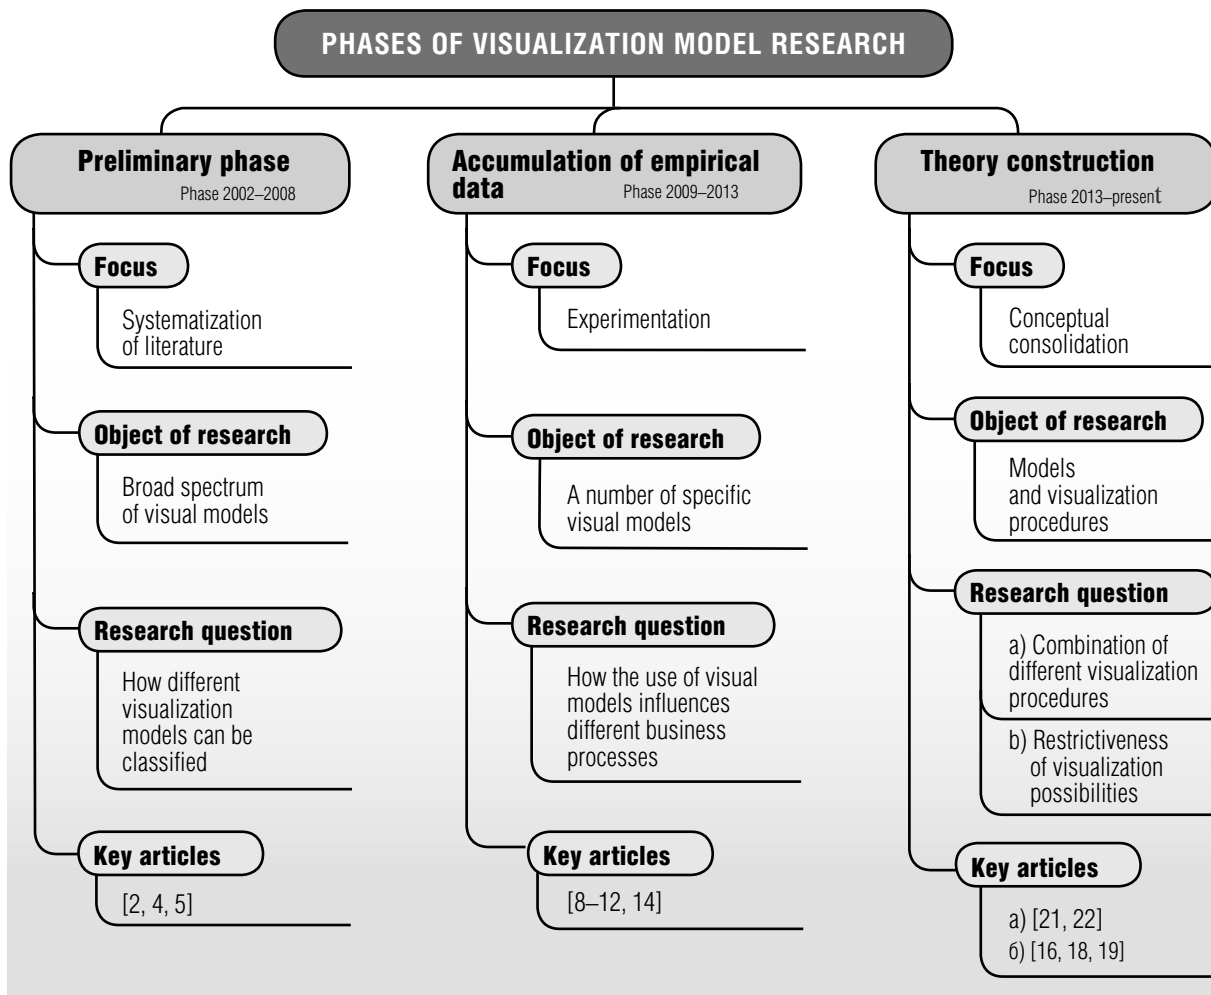 PHASES OF VISUALIZATION MODEL RESEARCH
Preliminary phase
Phase 2002–2008
Focus
Systematization
of literature
Object of research
Broad spectrum
of visual models
Research question
How different
visualization
models can be
classified
Key articles
[2, 4, 5]
Accumulation of empirical
data
Phase 2009–2013
Focus
Experimentation
Object of research
A number of specific
visual models
Research question
How the use of visual
models influences
different business
processes
Key articles
[8–12, 14]
Theory construction
Phase 2013–present
Focus
Conceptual
consolidation
Object of research
Models
and visualization
procedures
Research question
a) Combination of
different visualization
procedures
b) Restrictiveness
of visualization
possibilities
Key articles
a) [21, 22]
б) [16, 18, 19]